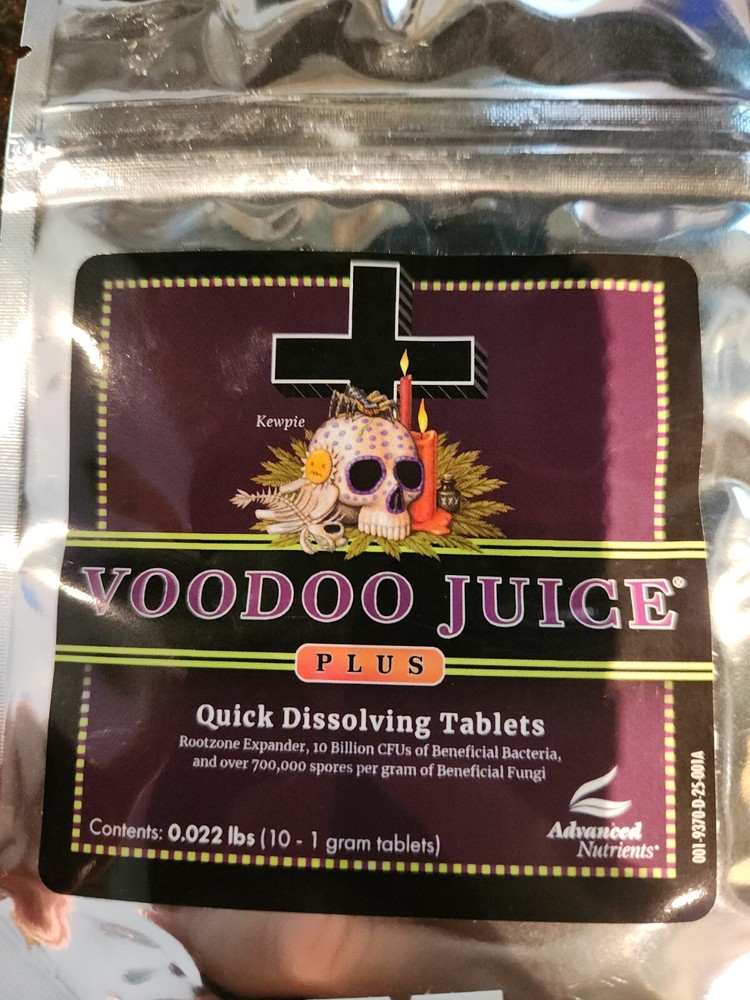 Kewpie
XXX
VOODOO JUICE®
PLUS
Quick Dissolving Tablets
Rootzone Expander, 10 Billion CFUs of Beneficial Bacteria,
and over 700,000 spores per gram of Beneficial Fungi
Contents: 0.022 lbs (10 - 1 gram tablets)
Advanced
Nutrients
001-9370-D-25-001A